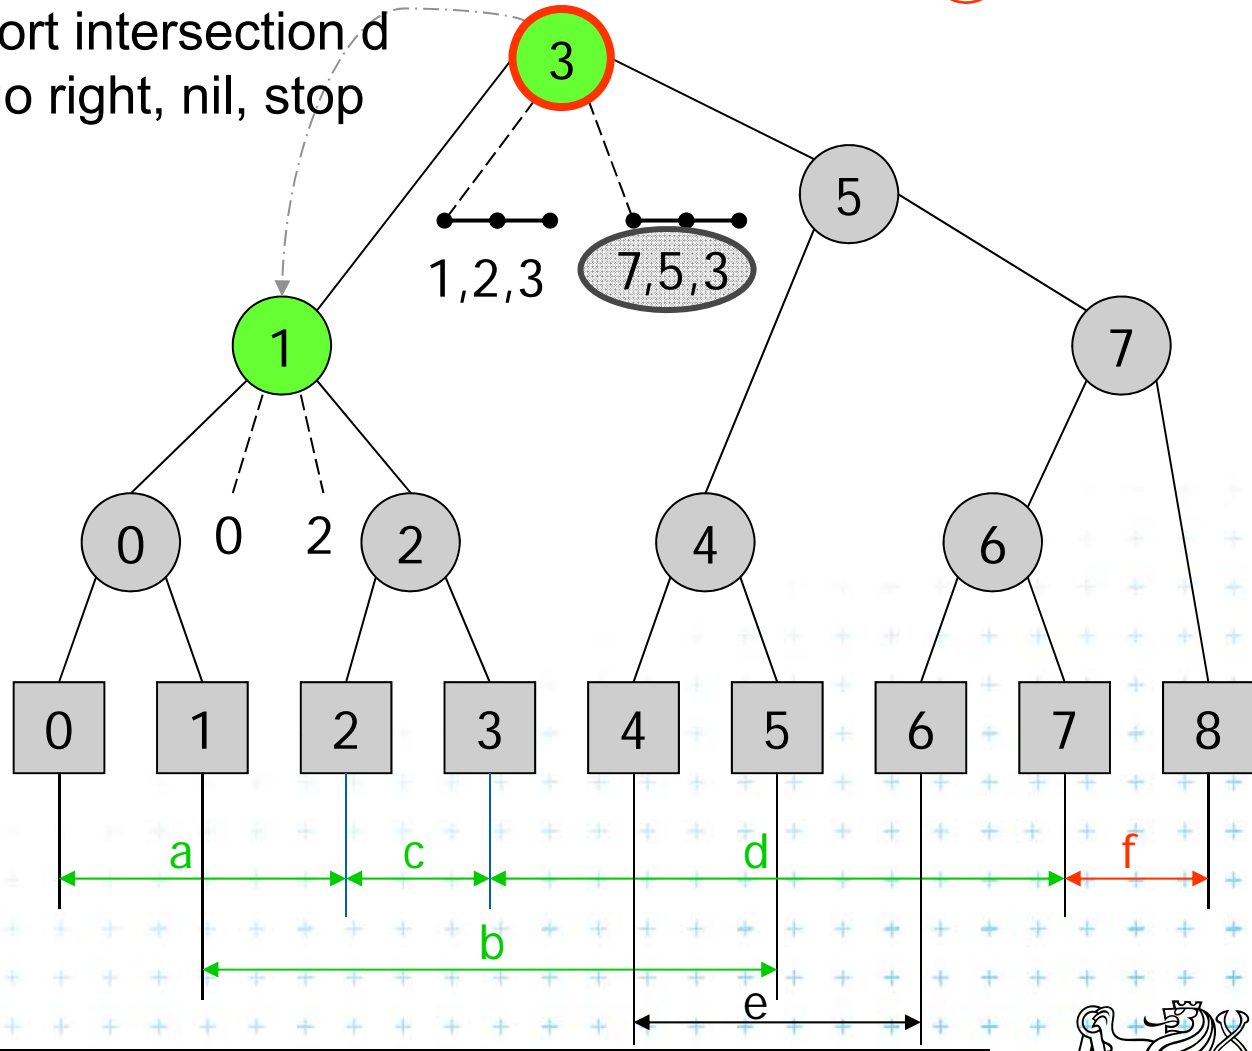 ort intersection d
o right, nil, stop
3
5
1,2,3 7,5,3
1 7
0 0 2 2 4 6
0 1 2 3 4 5 6 7 8
a c d f
b
e